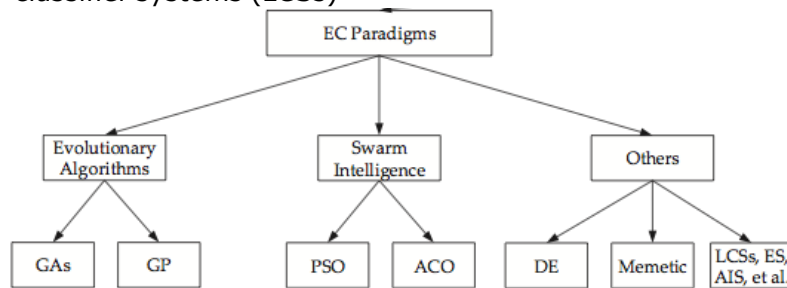 classifier systems (LCSs)
EC Paradigms
Evolutionary
Algorithms
Swarm
Intelligence
Others
GAs
GP
PSO
ACO
DE
Memetic
LCSs, ES,
AIS, et al.